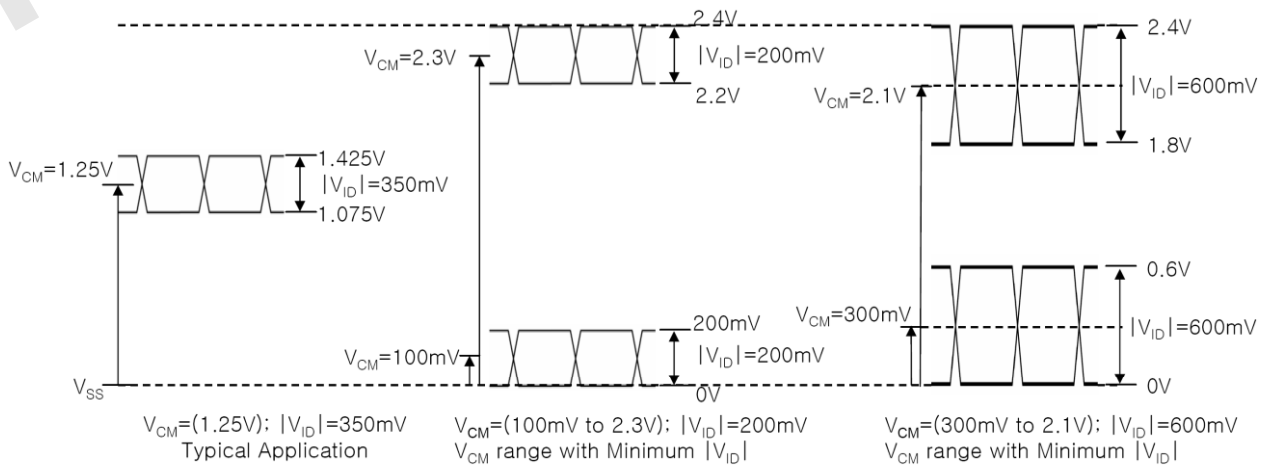 V_CM=1.25V
1.425V
|V_ID|=350mV
1.075V
V_SS
V_CM=(1.25V); |V_ID|=350mV
Typical Application
2.4V
V_CM=2.3V
|V_ID|=200mV
2.2V
200mV
V_CM=100mV
|V_ID|=200mV
0V
V_CM=(100mV to 2.3V); |V_ID|=200mV
V_CM range with Minimum |V_ID|
2.4V
V_CM=2.1V
|V_ID|=600mV
1.8V
0.6V
V_CM=300mV
|V_ID|=600mV
0V
V_CM=(300mV to 2.1V); |V_ID|=600mV
V_CM range with Minimum |V_ID|